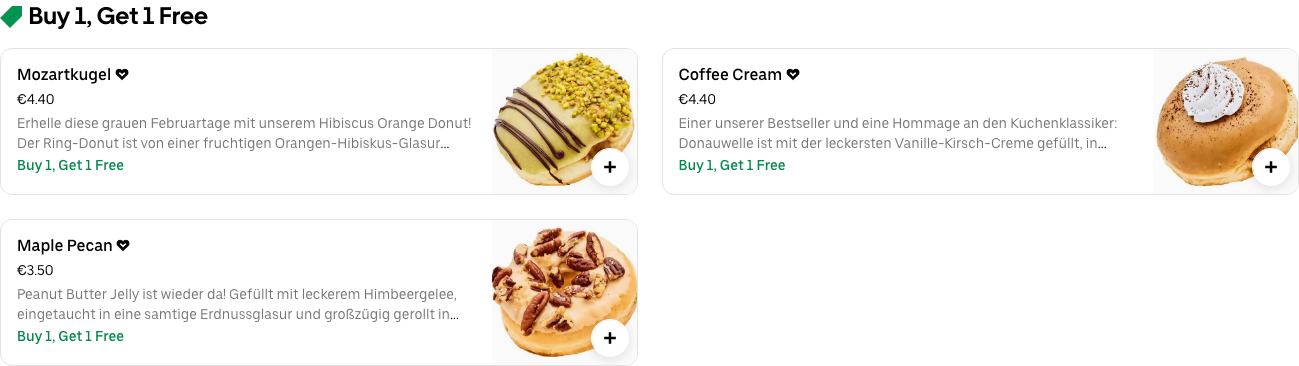 Buy 1, Get 1 Free
Mozartkugel
€4.40
Erhelle diese grauen Februartage mit unserem Hibiscus Orange Donut!
Der Ring-Donut ist von einer fruchtigen Orangen-Hibiskus-Glasur...
Buy 1, Get 1 Free
Coffee Cream
€4.40
Einer unserer Bestseller und eine Hommage an den Kuchenklassiker:
Donauwelle ist mit der leckersten Vanille-Kirsch-Creme gefüllt, in...
Buy 1, Get 1 Free
Maple Pecan
€3.50
Peanut Butter Jelly ist wieder da! Gefüllt mit leckerem Himbeergelee,
eingetaucht in eine samtige Erdnussglasur und großzügig gerollt in...
Buy 1, Get 1 Free